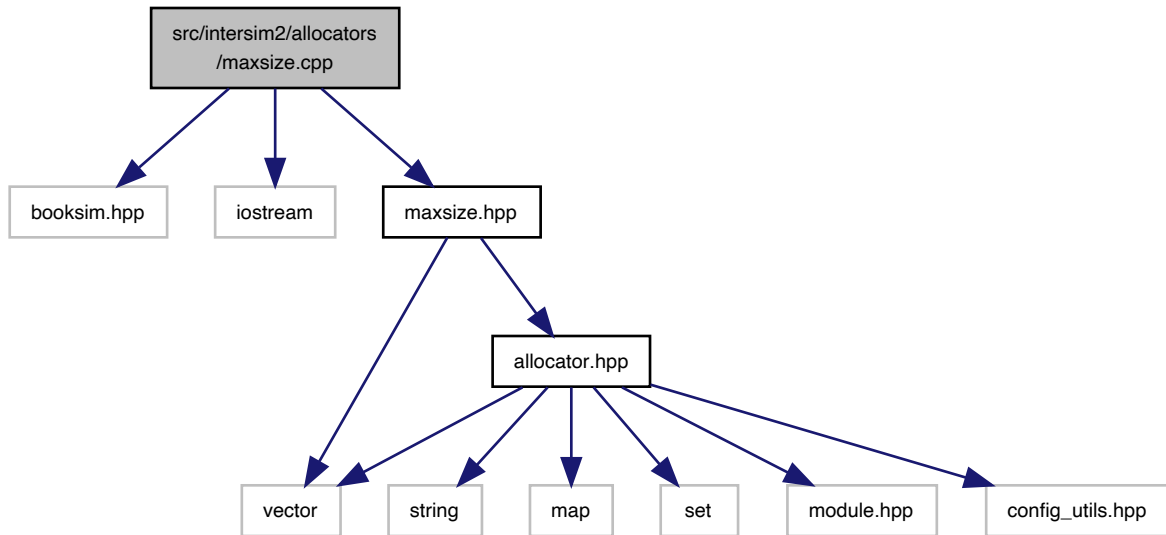 src/intersim2/allocators
/maxsize.cpp
booksim.hpp
iostream
maxsize.hpp
allocator.hpp
vector
string
map
set
module.hpp
config_utils.hpp